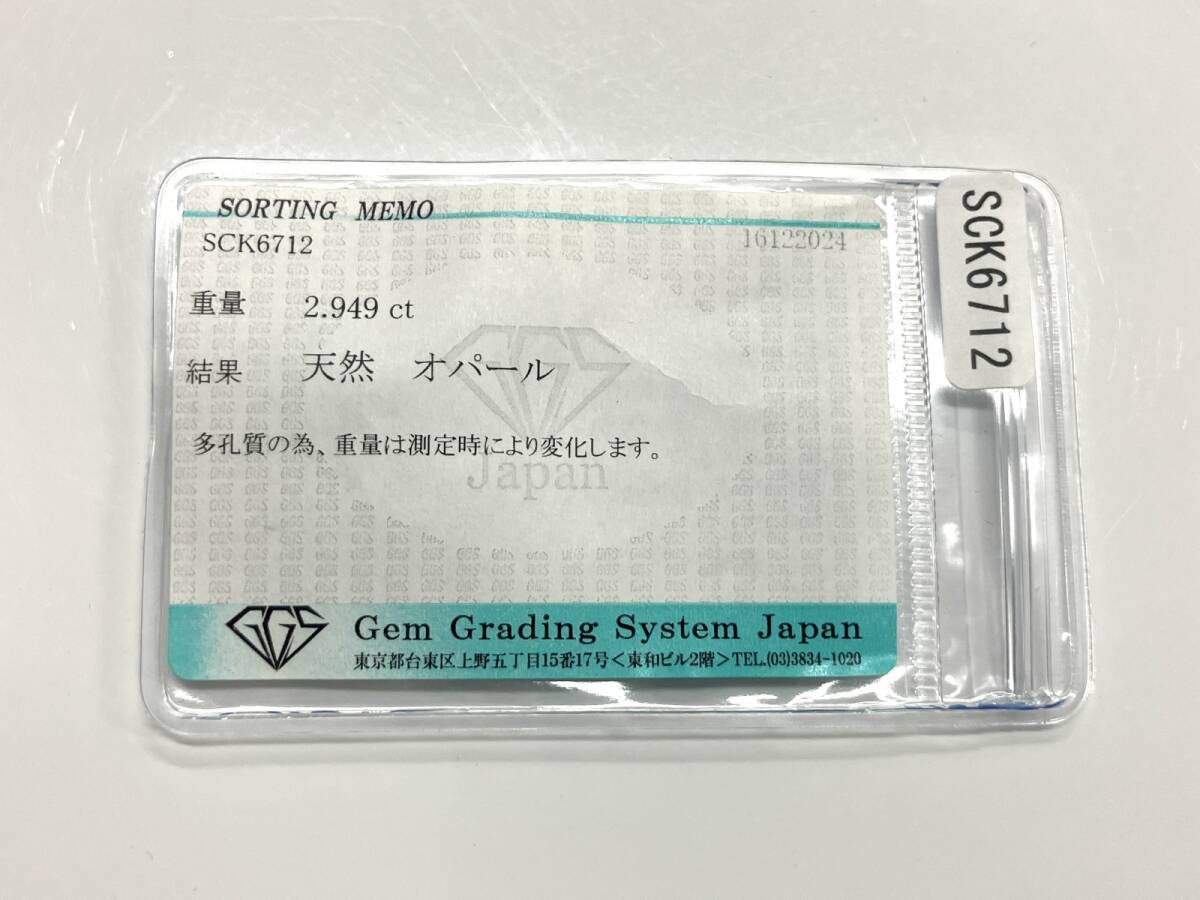 SORTING MEMO
SCK6712 16122024
重量 2.949 ct
結果 天然 オパール
多孔質の為、重量は測定時により変化します。
GGS
Japan
GGS Gem Grading System Japan
東京都台東区上野五丁目15番17号<東和ビル2階>TEL.(03)3834-1020
SCK6712